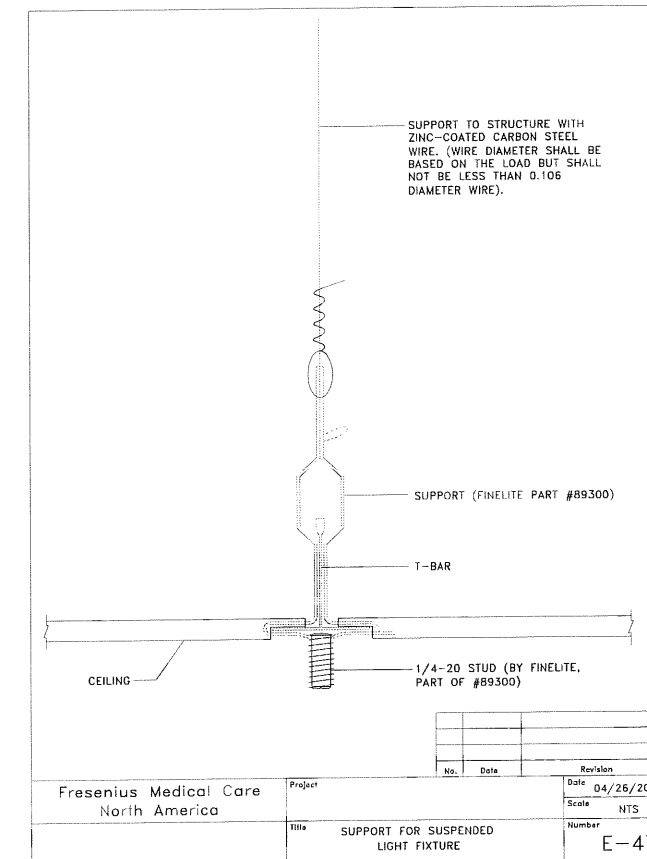 SUPPORT TO STRUCTURE WITH
ZINC-COATED CARBON STEEL
WIRE. (WIRE DIAMETER SHALL BE
BASED ON THE LOAD BUT SHALL
NOT BE LESS THAN 0.106
DIAMETER WIRE).
SUPPORT (FINELITE PART #89300)
T-BAR
1/4-20 STUD (BY FINELITE,
PART OF #89300)
CEILING
No. Date Revision
Fresenius Medical Care
North America
Project
Date 04/26/20
Scale NTS
Title SUPPORT FOR SUSPENDED
LIGHT FIXTURE
Number